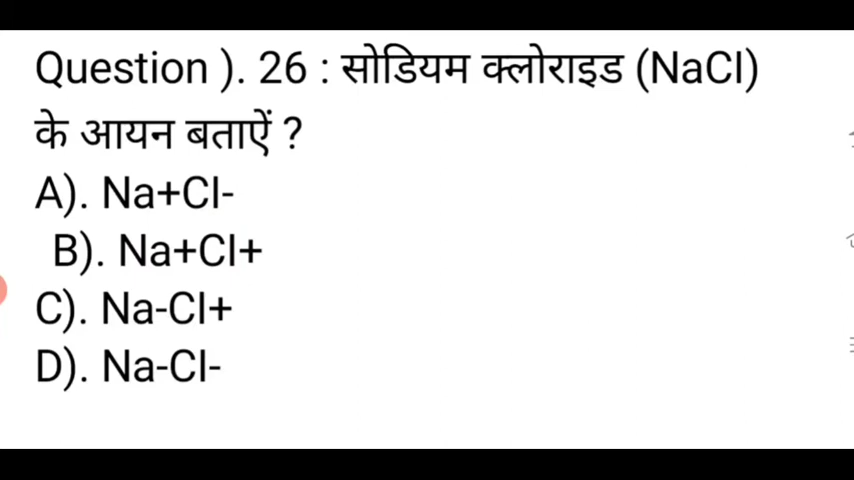 Question ). 26 : सोडियम क्लोराइड (NaCl)
के आयन बताऐं ?
A). Na+Cl-
B). Na+Cl+
C). Na-Cl+
D). Na-Cl-